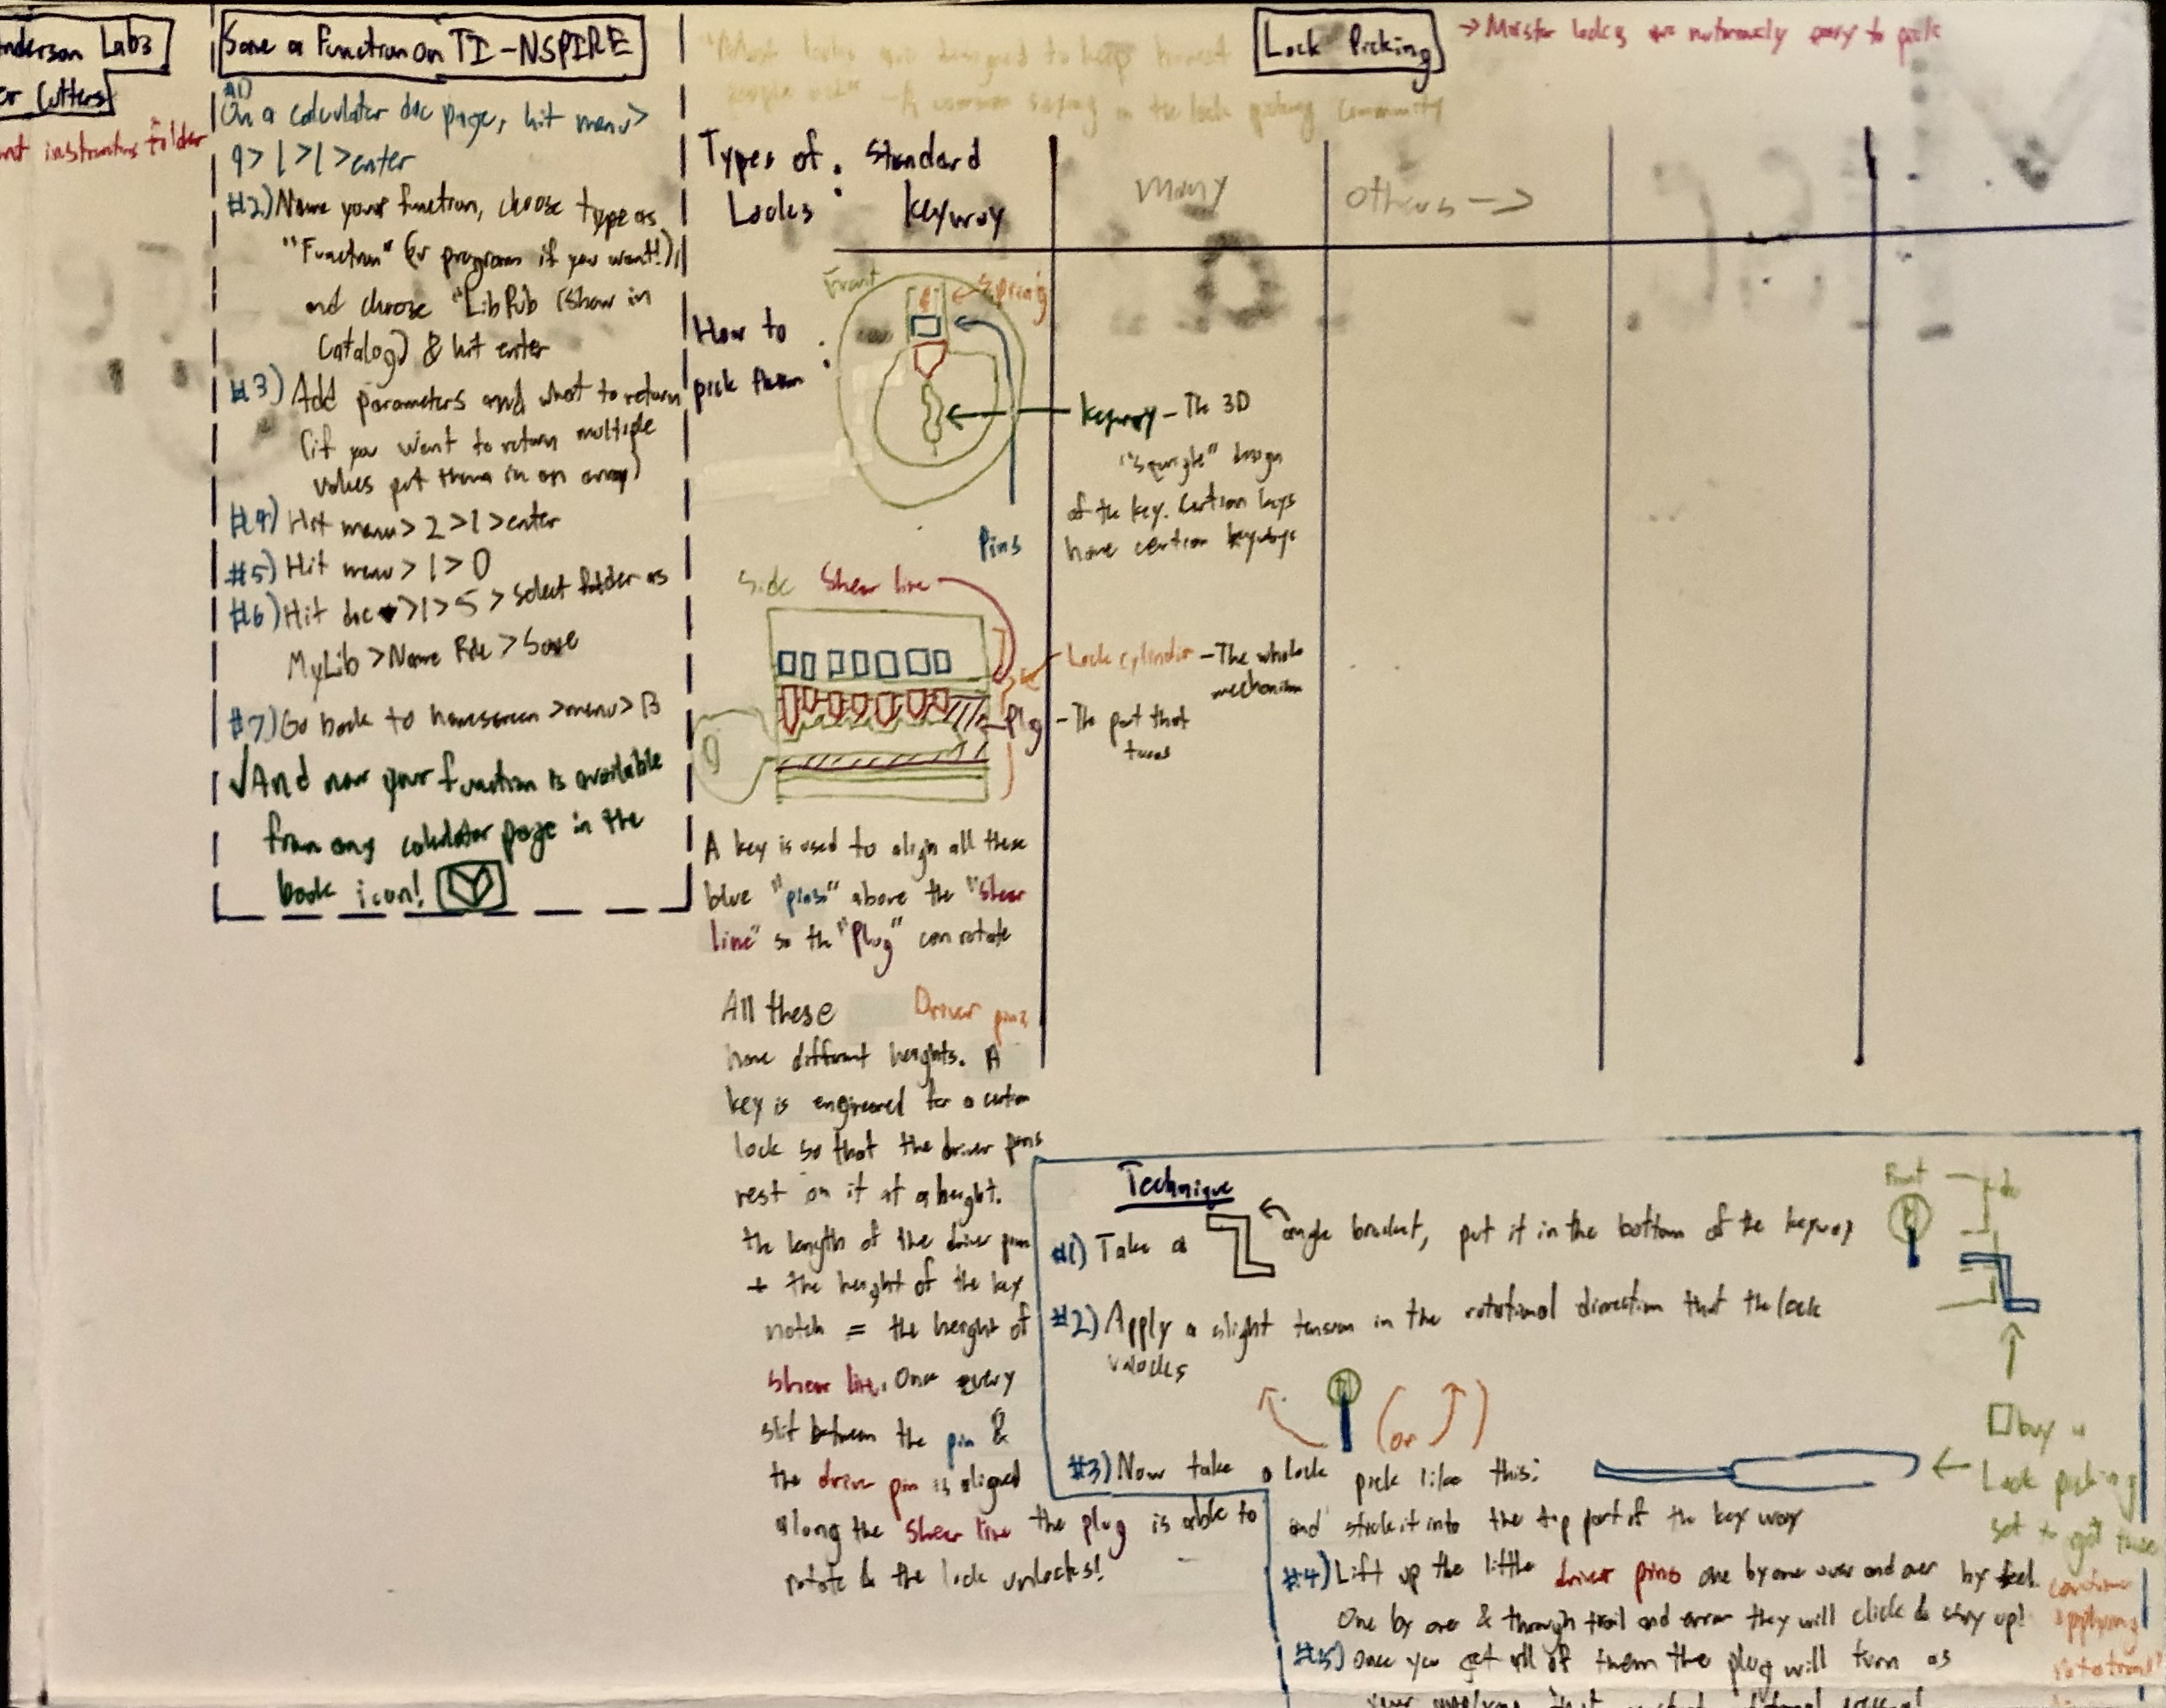 nderson Lab3
er Cutters
instructions folder
Save a Function on TI-NSPIRE
#1)
On a calculator doc page, hit menu>
9>1>1>enter
#2) Name your function, choose type as
"Function" (or program if you want!),
and choose "LibPub (Show in
Catalog) & hit enter
#3) Add parameters and what to return
(if you want to return multiple
values put them in an array)
#4) Hit menu> 2 >1 >enter
#5) Hit menu > 1 > 0
#6) Hit doc >1> 5 > select folder as
MyLib >Name File > Save
#7) Go back to homescreen >menu> B
✓And now your function is available
from any calculator page in the
book icon!
Lock Picking
→ Master locks are notoriously easy to pick
"Most locks are designed to help honest
people out" - A common saying in the lock picking community
Types of : Standard
Locks keyway
many
others →
How to :
pick them
Front
Spring
keyway - The 3D
"squigle" design
of the key. Certian keys
have certian keyways
Pins
Side
Shear line
Lock cylinder - The whole
mechanism
Plug - The part that
turns
A key is used to align all these
blue "pins" above the "shear
line" so the "Plug" can rotate
All these Driver pins
have different heights. A
key is engineered for a certian
lock so that the driver pins
rest on it at a height.
the length of the driver pin
+ the height of the key
notch = the height of
shear line. Once every
slit between the pin &
the driver pin is aligned
along the shear line the plug is able to
rotate & the lock unlocks!
Technique
#1) Take a angle bracket, put it in the bottom of the keyway
Front
#2) Apply a slight tension in the rotational direction that the lock
unlocks
(or )
#3) Now take a lock pick like this:
and stick it into the top part of the key way
buy a
Lock picking
set to get these
#4) Lift up the little driver pins one by one over and over by feel.
One by one & through trail and error they will click & stay up!
continue
applying
#5) Once you get all of them the plug will turn as